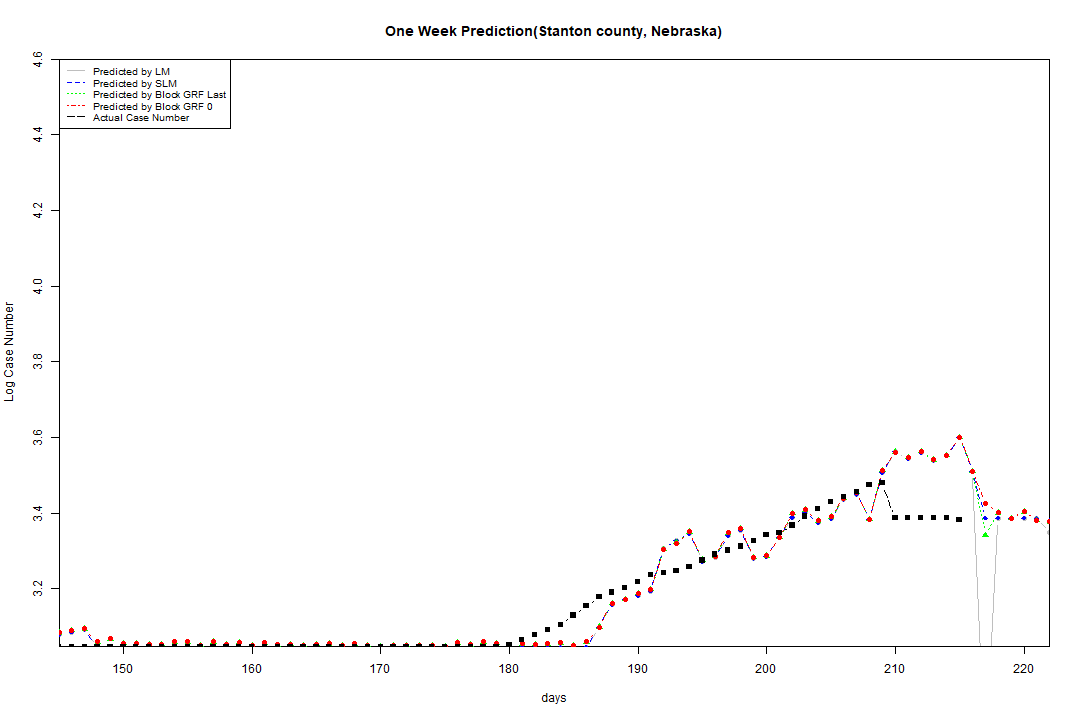 One Week Prediction(Stanton county, Nebraska)
Predicted by LM
Predicted by SLM
Predicted by Block GRF Last
Predicted by Block GRF 0
Actual Case Number
4.6
4.4
4.2
4.0
3.8
3.6
3.4
3.2
Log Case Number
150 160 170 180 190 200 210 220
days